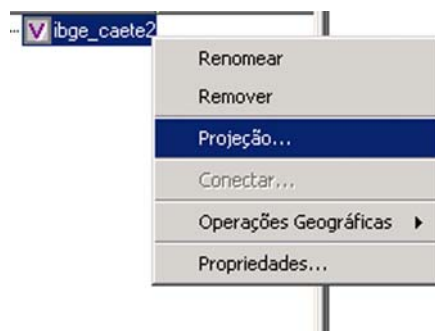 V ibge_caete2
Renomear
Remover
Projeção...
Conectar...
Operações Geográficas
Propriedades...